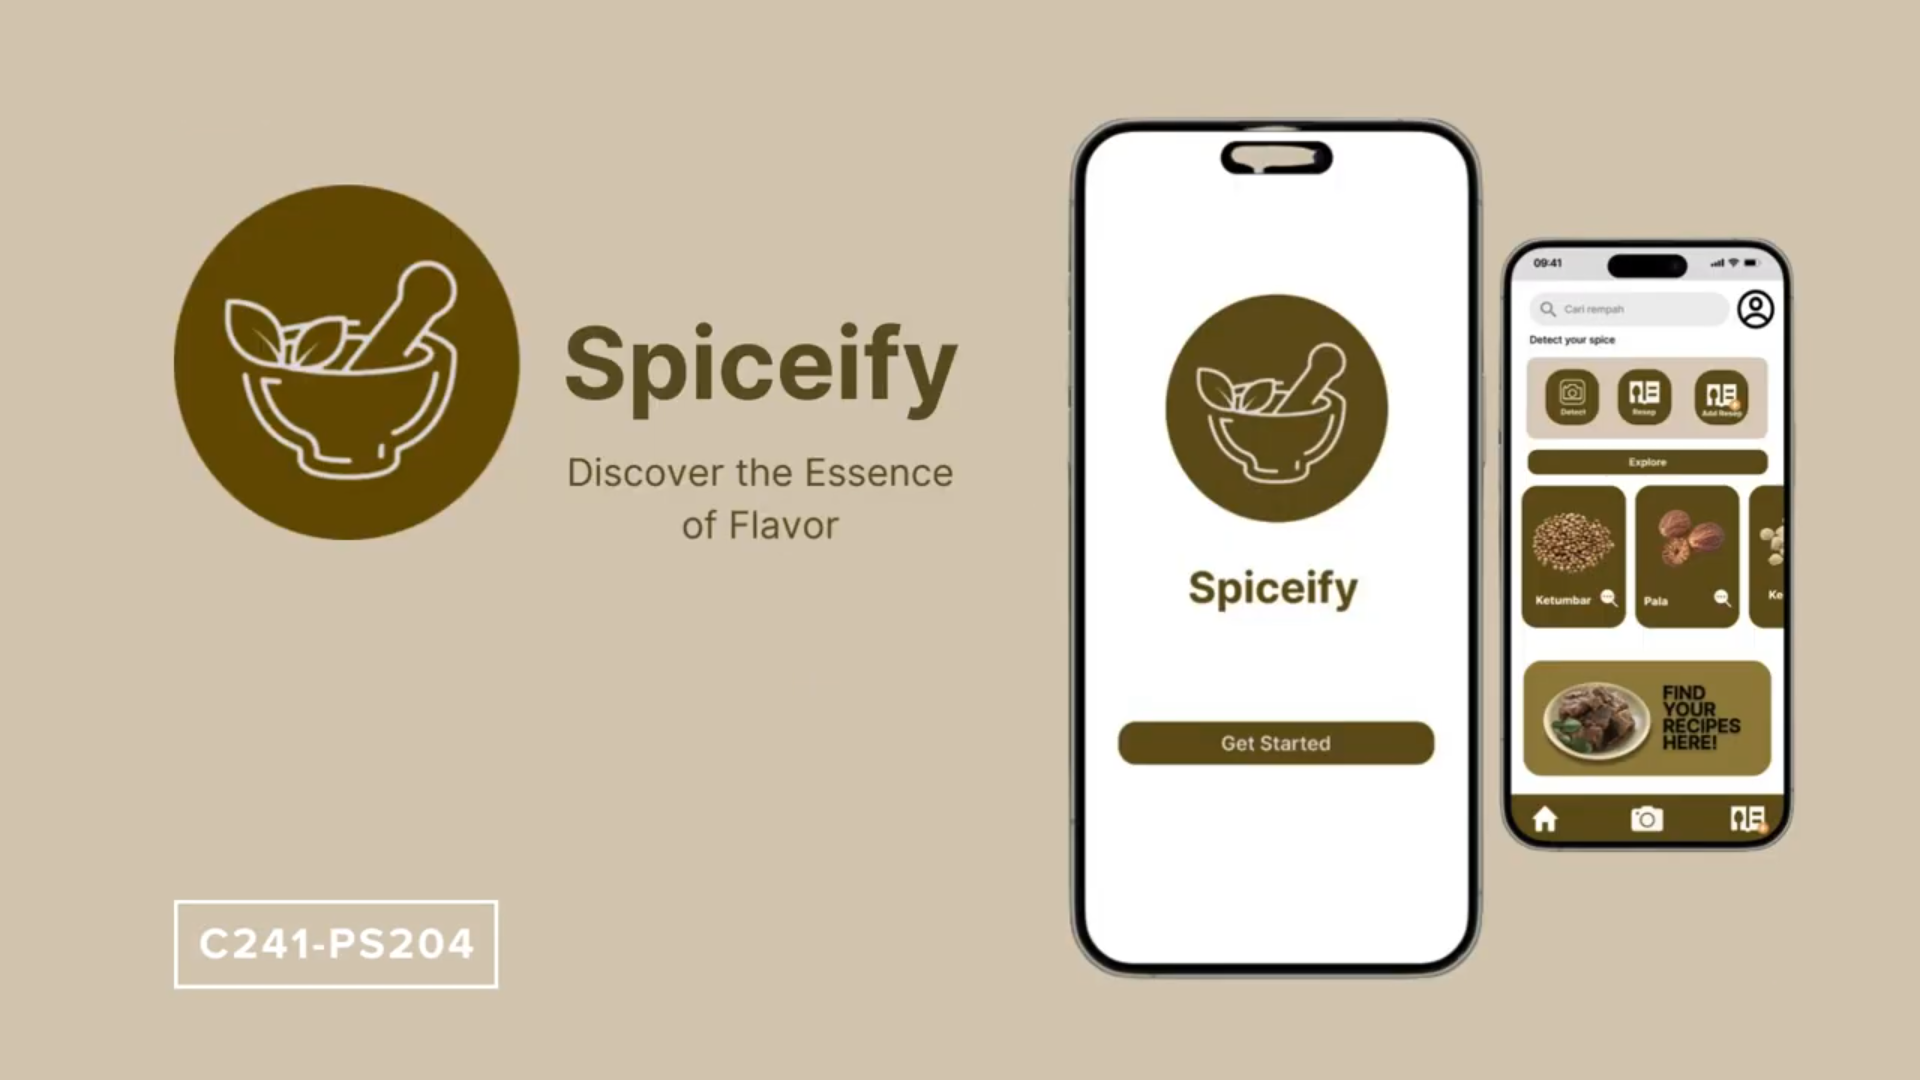 Spiceify
Discover the Essence
of Flavor
C241-PS204
Spiceify
Get Started
09:41
Cari rempah
Detect your spice
Detect
Resep
Add Resep
Explore
Ketumbar
Pala
Ke
FIND
YOUR
RECIPES
HERE!